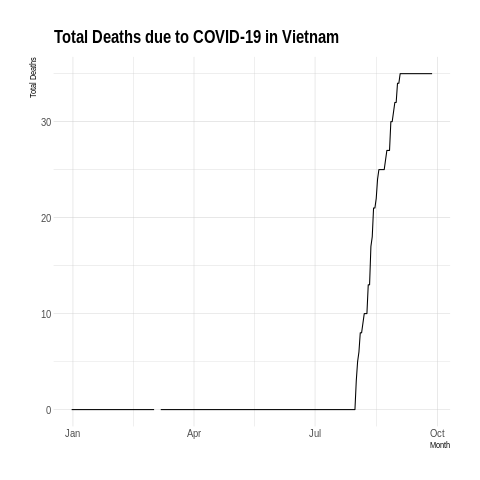 Total Deaths due to COVID-19 in Vietnam
Total Deaths
30
20
10
0
Jan Apr Jul Oct
Month